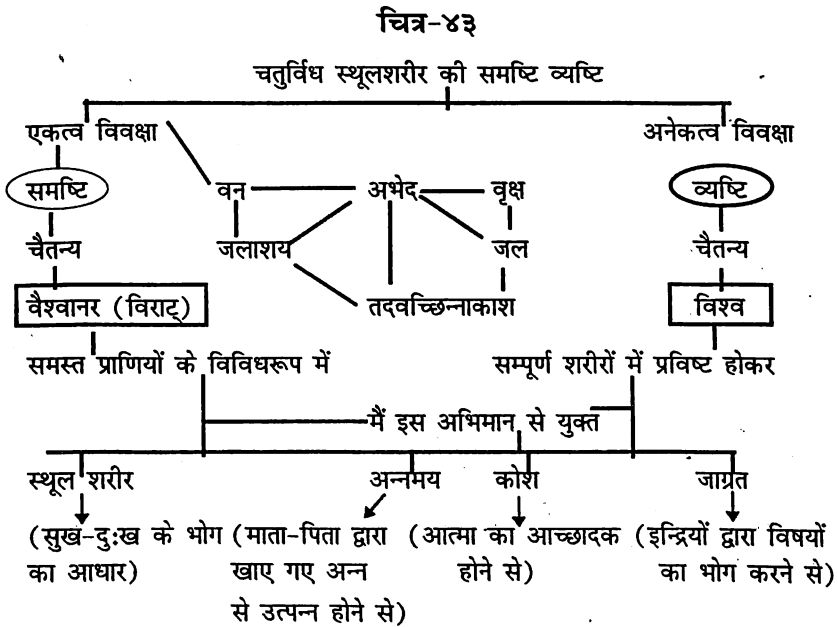 चित्र-४३
चतुर्विध स्थूलशरीर की समष्टि व्यष्टि
एकत्व विवक्षा अनेकत्व विवक्षा
समष्टि वन अभेद वृक्ष व्यष्टि
चैतन्य जलाशय जल चैतन्य
वैश्वानर (विराट्) तदवच्छिन्नाकाश विश्व
समस्त प्राणियों के विविधरूप में सम्पूर्ण शरीरों में प्रविष्ट होकर
मैं इस अभिमान से युक्त
स्थूल शरीर अन्नमय कोश जाग्रत
(सुख-दुःख के भोग (माता-पिता द्वारा (आत्मा का आच्छादक (इन्द्रियों द्वारा विषयों
का आधार) खाए गए अन्न होने से) का भोग करने से)
से उत्पन्न होने से)